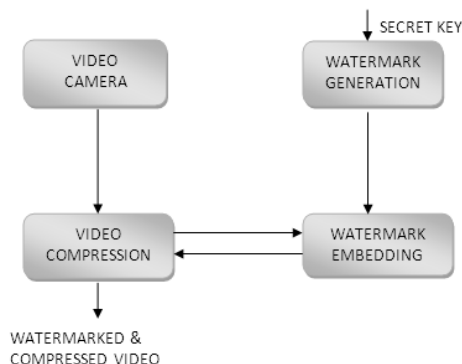 SECRET KEY
VIDEO
CAMERA
WATERMARK
GENERATION
VIDEO
COMPRESSION
WATERMARK
EMBEDDING
WATERMARKED &
COMPRESSED VIDEO